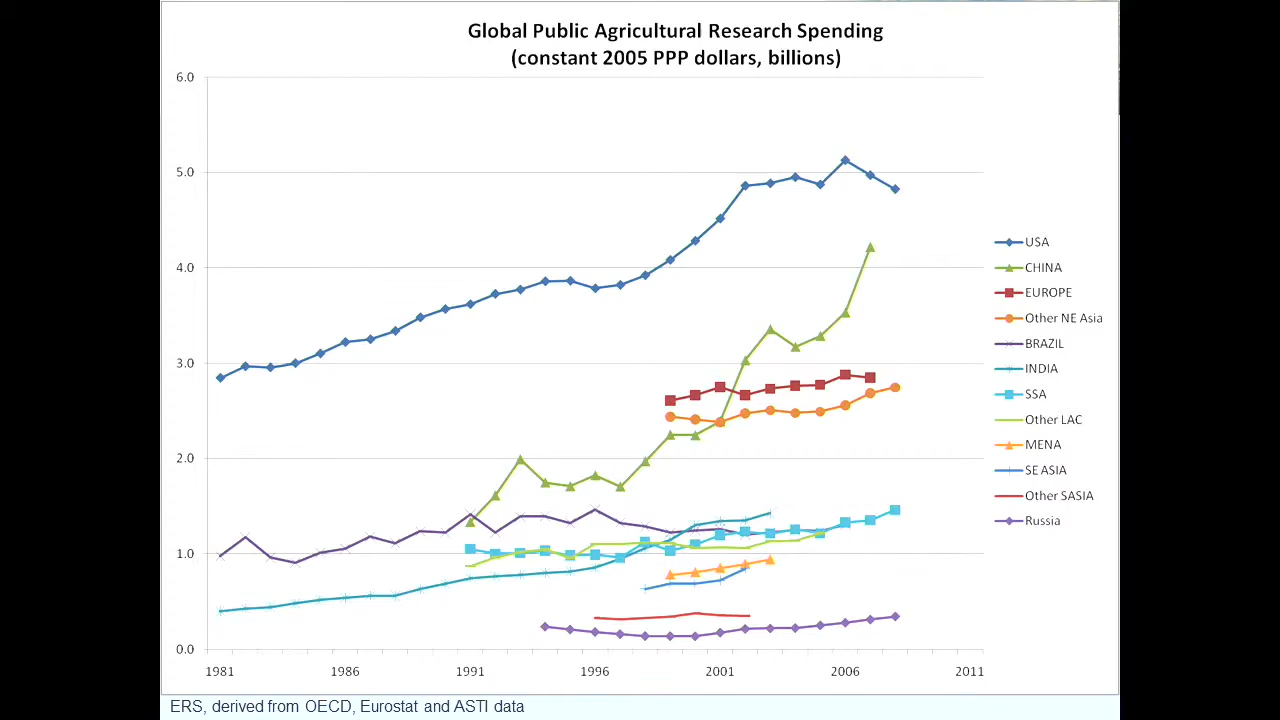 Global Public Agricultural Research Spending
(constant 2005 PPP dollars, billions)
6.0
5.0
4.0
3.0
2.0
1.0
0.0
1981
1986
1991
1996
2001
2006
2011
USA
CHINA
EUROPE
Other NE Asia
BRAZIL
INDIA
SSA
Other LAC
MENA
SE ASIA
Other SASIA
Russia
ERS, derived from OECD, Eurostat and ASTI data